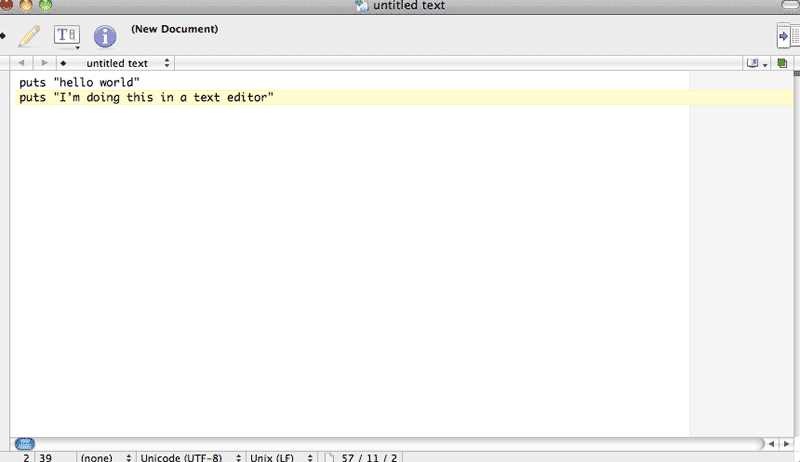 untitled text
(New Document)
untitled text
puts "hello world"
puts "I'm doing this in a text editor"
2 39 (none) Unicode (UTF-8) Unix (LF) 57 / 11 / 2